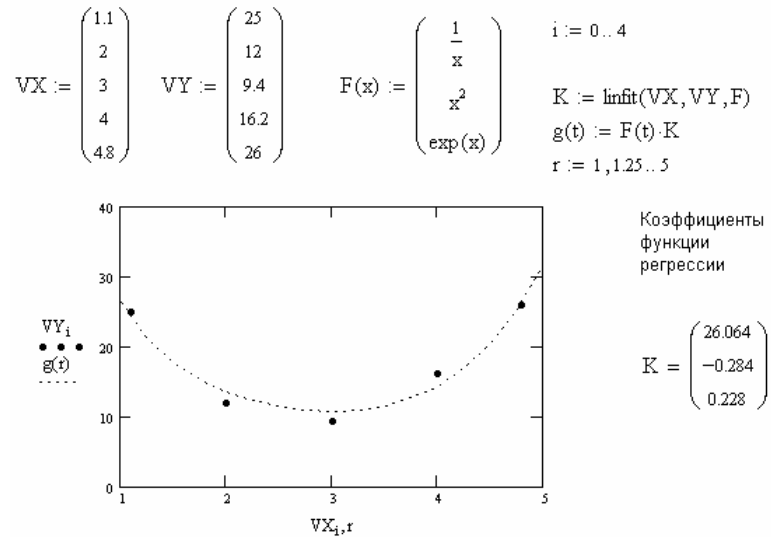 VX := (1.1 2 3 4 4.8)
VY := (25 12 9.4 16.2 26)
F(x) := (1/x x² exp(x))
i := 0 .. 4
K := linfit(VX, VY, F)
g(t) := F(t)·K
r := 1, 1.25 .. 5
40
30
20
10
0
1 2 3 4 5
VYᵢ
g(r)
VXᵢ, r
Коэффициенты
функции
регрессии
K = (26.064 −0.284 0.228)